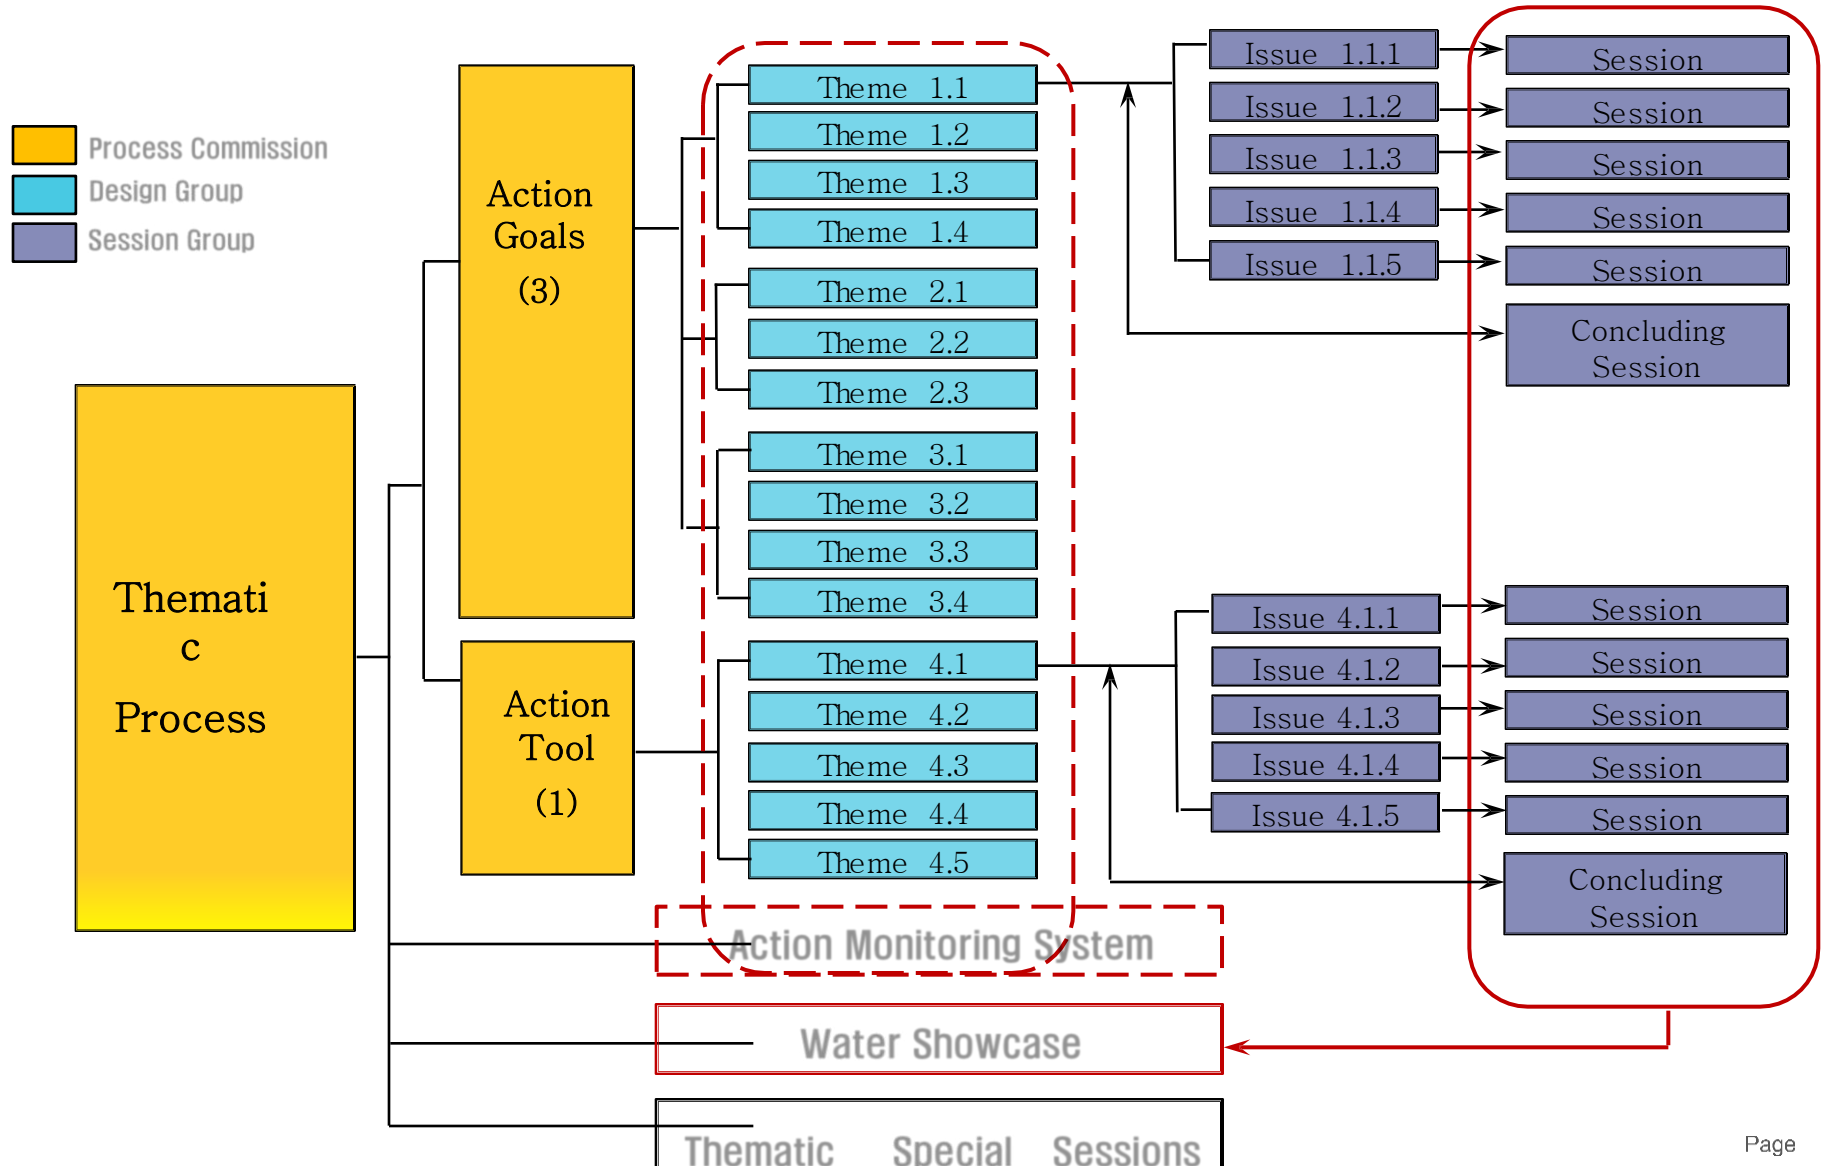 Process Commission
Design Group
Session Group
Themati
c
Process
Action
Goals
(3)
Action
Tool
(1)
Theme 1.1
Theme 1.2
Theme 1.3
Theme 1.4
Theme 2.1
Theme 2.2
Theme 2.3
Theme 3.1
Theme 3.2
Theme 3.3
Theme 3.4
Theme 4.1
Theme 4.2
Theme 4.3
Theme 4.4
Theme 4.5
Issue 1.1.1
Issue 1.1.2
Issue 1.1.3
Issue 1.1.4
Issue 1.1.5
Session
Session
Session
Session
Session
Concluding
Session
Issue 4.1.1
Issue 4.1.2
Issue 4.1.3
Issue 4.1.4
Issue 4.1.5
Session
Session
Session
Session
Session
Concluding
Session
Action Monitoring System
Water Showcase
Thematic Special Sessions
Page